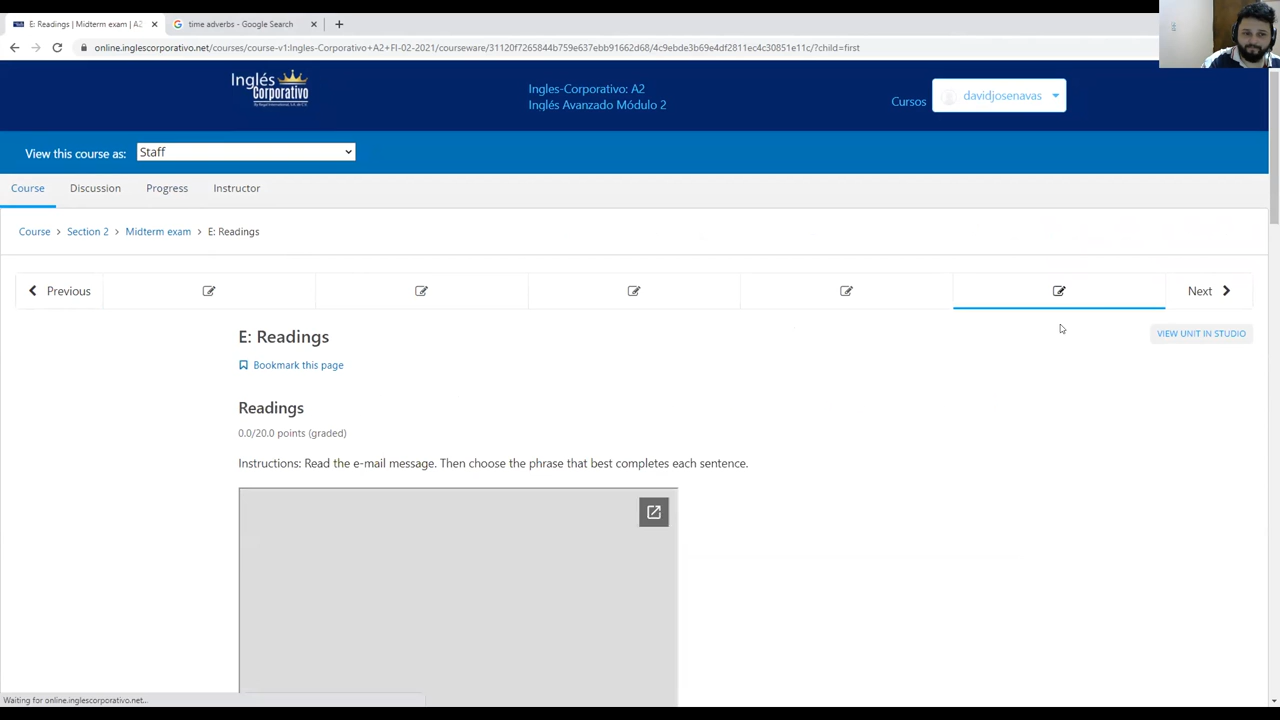 E: Readings | Midterm exam | A2
time adverbs - Google Search
online.inglescorporativo.net/courses/course-v1:Ingles-Corporativo+A2+FI-02-2021/courseware/31120f7265844b759e637ebb91662d68/4c9ebde3b69e4df2811ec4c30851e11c/?child=first
Inglés
Corporativo
Ingles-Corporativo: A2
Inglés Avanzado Módulo 2
Cursos
davidjosenavas
View this course as:
Staff
Course Discussion Progress Instructor
Course > Section 2 > Midterm exam > E: Readings
Previous
Next
E: Readings
VIEW UNIT IN STUDIO
Bookmark this page
Readings
0.0/20.0 points (graded)
Instructions: Read the e-mail message. Then choose the phrase that best completes each sentence.
Waiting for online.inglescorporativo.net...